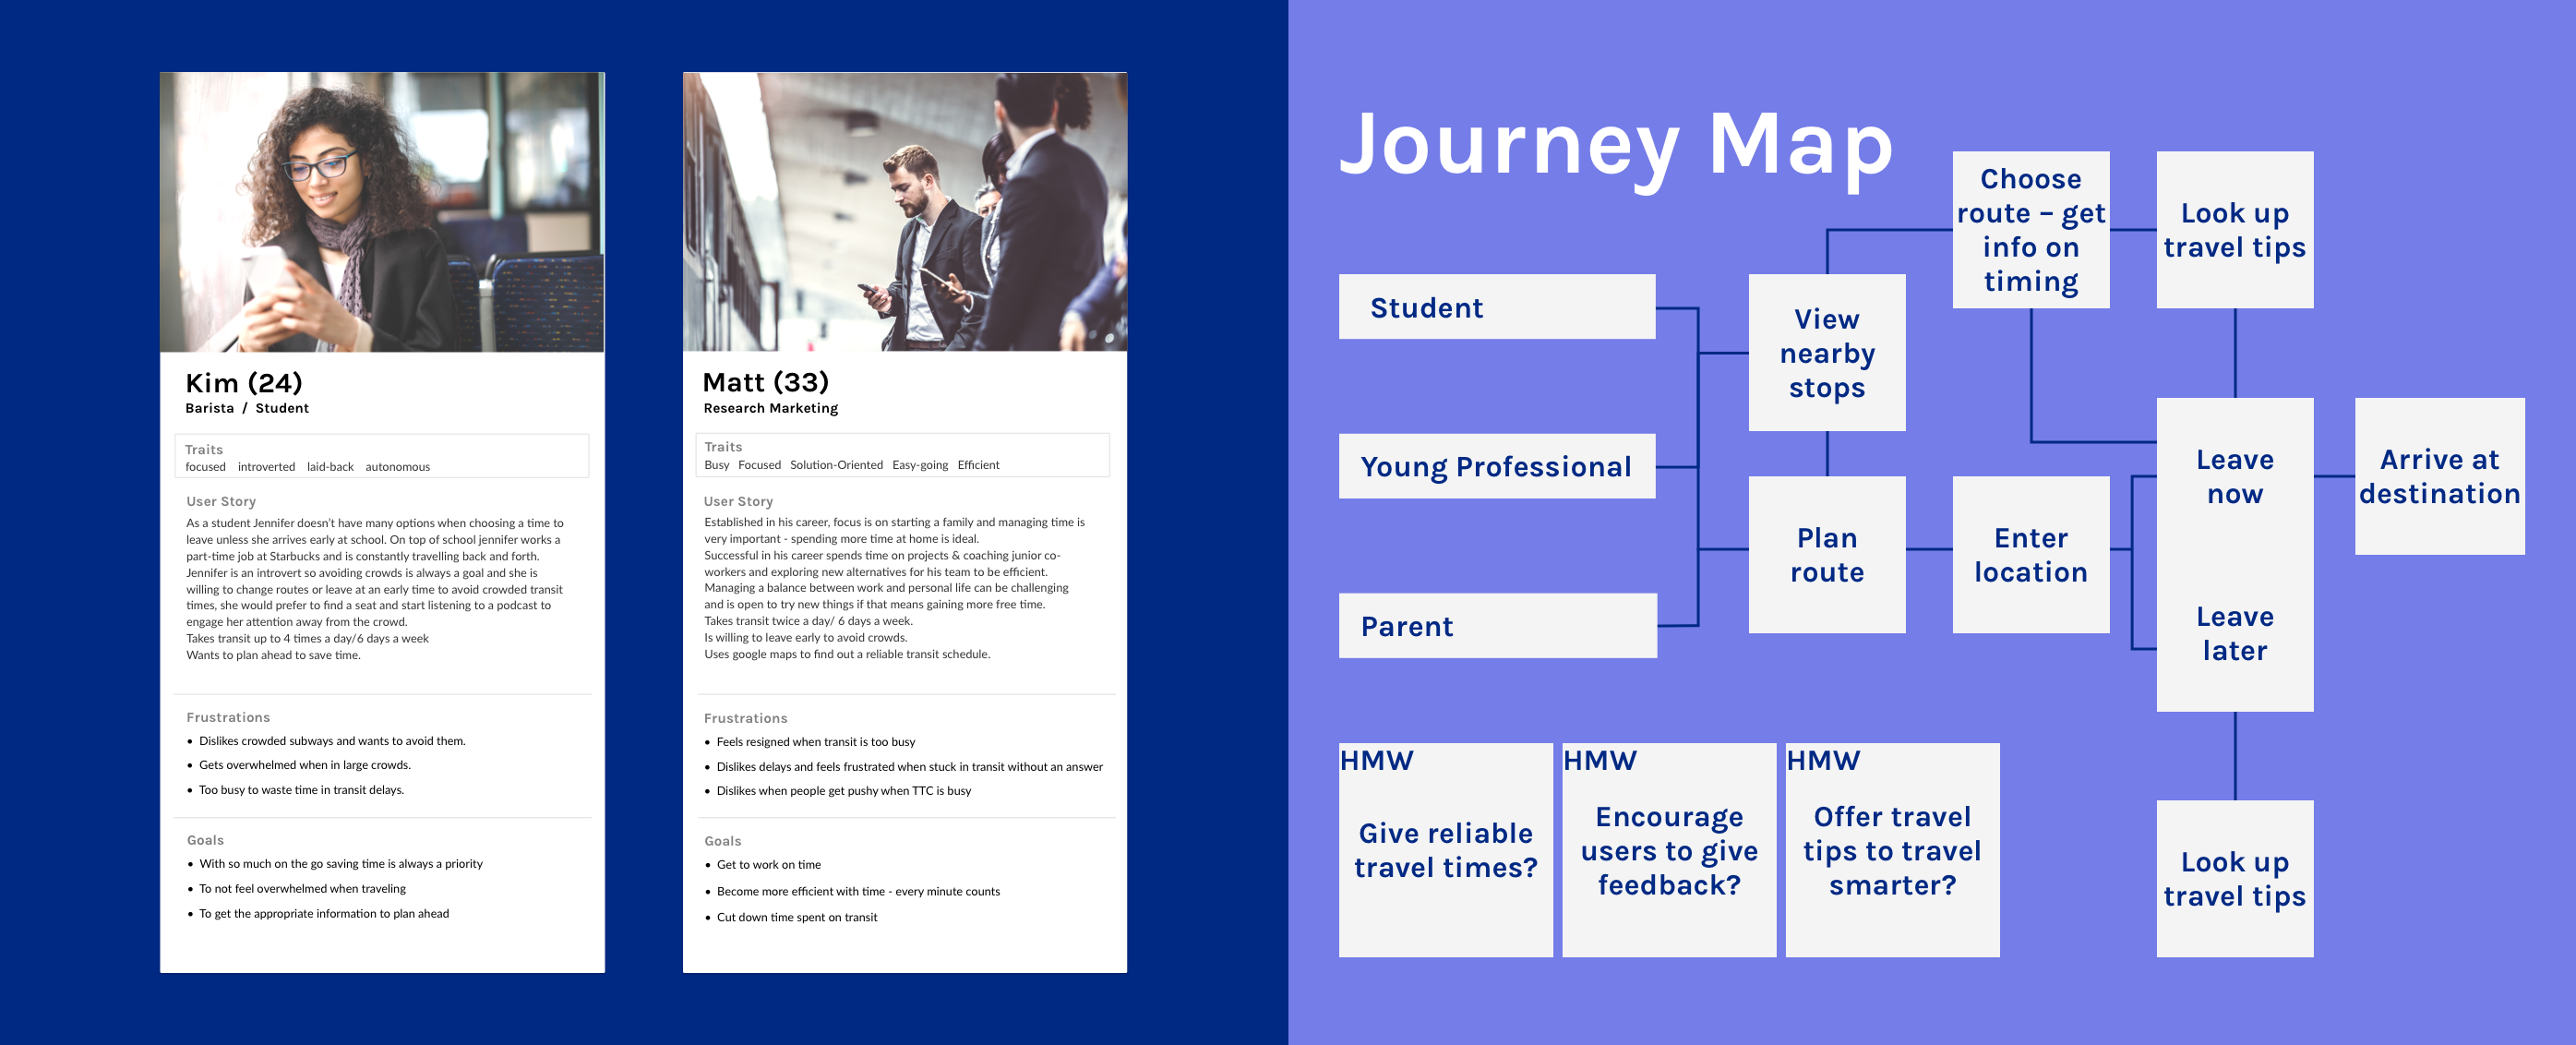 Kim (24)
Barista / Student
Traits
focused introverted laid-back autonomous
User Story
As a student Jennifer doesn't have many options when choosing a time to
leave unless she arrives early at school. On top of school jennifer works a
part-time job at Starbucks and is constantly travelling back and forth.
Jennifer is an introvert so avoiding crowds is always a goal and she is
willing to change routes or leave at an early time to avoid crowded transit
times, she would prefer to find a seat and start listening to a podcast to
engage her attention away from the crowd.
Takes transit up to 4 times a day/6 days a week
Wants to plan ahead to save time.
Frustrations
• Dislikes crowded subways and wants to avoid them.
• Gets overwhelmed when in large crowds.
• Too busy to waste time in transit delays.
Goals
• With so much on the go saving time is always a priority
• To not feel overwhelmed when traveling
• To get the appropriate information to plan ahead
Matt (33)
Research Marketing
Traits
Busy Focused Solution-Oriented Easy-going Efficient
User Story
Established in his career, focus is on starting a family and managing time is
very important - spending more time at home is ideal.
Successful in his career spends time on projects & coaching junior co-
workers and exploring new alternatives for his team to be efficient.
Managing a balance between work and personal life can be challenging
and is open to try new things if that means gaining more free time.
Takes transit twice a day/ 6 days a week.
Is willing to leave early to avoid crowds.
Uses google maps to find out a reliable transit schedule.
Frustrations
• Feels resigned when transit is too busy
• Dislikes delays and feels frustrated when stuck in transit without an answer
• Dislikes when people get pushy when TTC is busy
Goals
• Get to work on time
• Become more efficient with time - every minute counts
• Cut down time spent on transit
Journey Map
Student
Young Professional
Parent
View
nearby
stops
Plan
route
Choose
route – get
info on
timing
Enter
location
Look up
travel tips
Leave
now
Leave
later
Arrive at
destination
Look up
travel tips
HMW
Give reliable
travel times?
HMW
Encourage
users to give
feedback?
HMW
Offer travel
tips to travel
smarter?